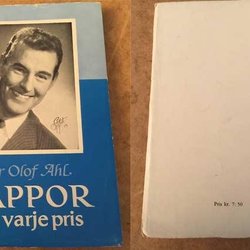 r Olof Ahl.
APPOR
varje pris
Pris kr. 7: 50